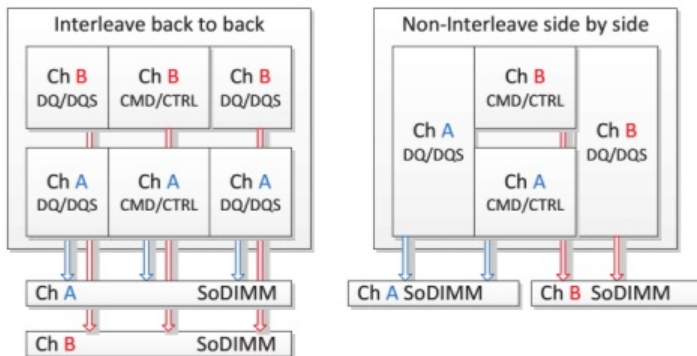 Interleave back to back
Ch B
DQ/DQS
Ch B
CMD/CTRL
Ch B
DQ/DQS
Ch A
DQ/DQS
Ch A
CMD/CTRL
Ch A
DQ/DQS
Ch A SoDIMM
Ch B SoDIMM
Non-Interleave side by side
Ch A
DQ/DQS
Ch B
CMD/CTRL
Ch A
CMD/CTRL
Ch B
DQ/DQS
Ch A SoDIMM
Ch B SoDIMM